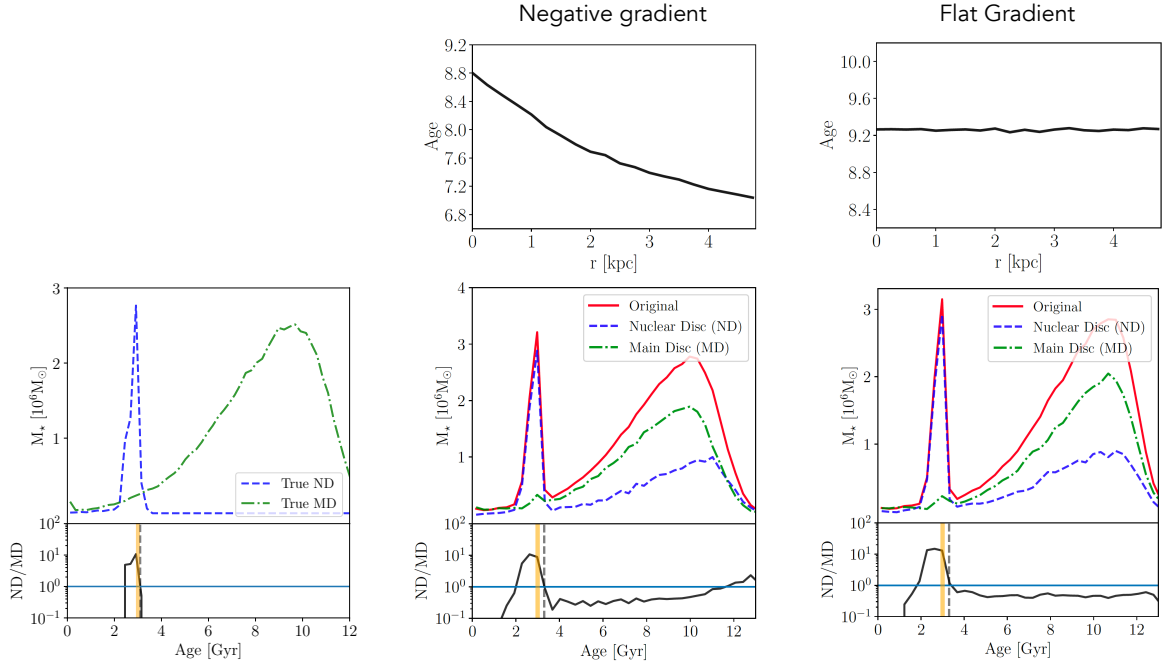 Negative gradient
Flat Gradient
9.2
8.8
8.4
8.0
7.6
7.2
6.8
Age
0
1
2
3
4
r [kpc]
10.0
9.6
9.2
8.8
8.4
Age
0
1
2
3
4
r [kpc]
3
2
1
M⋆ [10⁶M⊙]
True ND
True MD
10²
10¹
10⁰
10⁻¹
ND/MD
0
2
4
6
8
10
12
Age [Gyr]
4
3
2
1
M⋆ [10⁶M⊙]
Original
Nuclear Disc (ND)
Main Disc (MD)
10²
10¹
10⁰
10⁻¹
ND/MD
0
2
4
6
8
10
12
Age [Gyr]
3
2
1
M⋆ [10⁶M⊙]
Original
Nuclear Disc (ND)
Main Disc (MD)
10²
10¹
10⁰
10⁻¹
ND/MD
0
2
4
6
8
10
12
Age [Gyr]